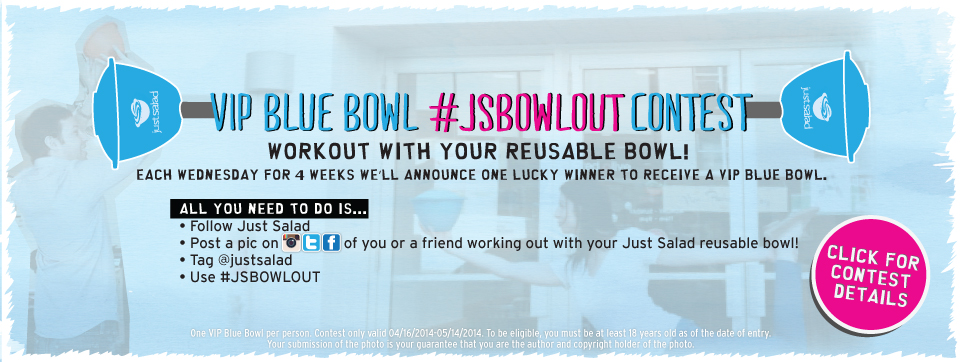 just salad
just salad
VIP BLUE BOWL #JSBOWLOUT CONTEST
WORKOUT WITH YOUR REUSABLE BOWL!
EACH WEDNESDAY FOR 4 WEEKS WE'LL ANNOUNCE ONE LUCKY WINNER TO RECEIVE A VIP BLUE BOWL.
ALL YOU NEED TO DO IS...
• Follow Just Salad
• Post a pic on t f of you or a friend working out with your Just Salad reusable bowl!
• Tag @justsalad
• Use #JSBOWLOUT
CLICK FOR
CONTEST
DETAILS
One VIP Blue Bowl per person. Contest only valid 04/16/2014-05/14/2014. To be eligible, you must be at least 18 years old as of the date of entry.
Your submission of the photo is your guarantee that you are the author and copyright holder of the photo.